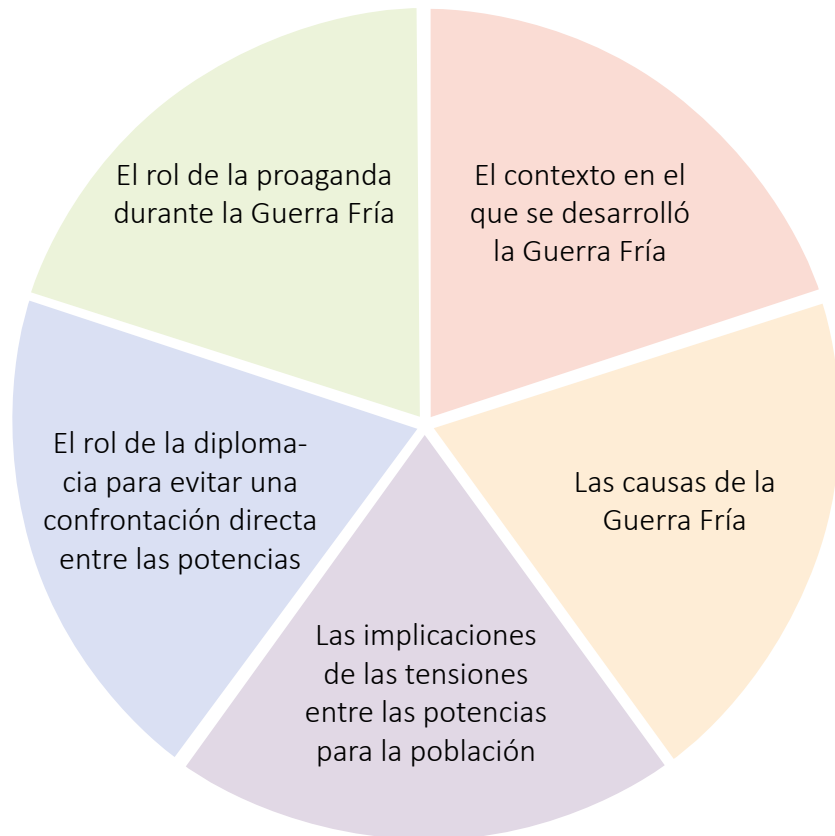 El rol de la proaganda
durante la Guerra Fría
El contexto en el
que se desarrolló
la Guerra Fría
El rol de la diploma-
cia para evitar una
confrontación directa
entre las potencias
Las causas de la
Guerra Fría
Las implicaciones
de las tensiones
entre las potencias
para la población